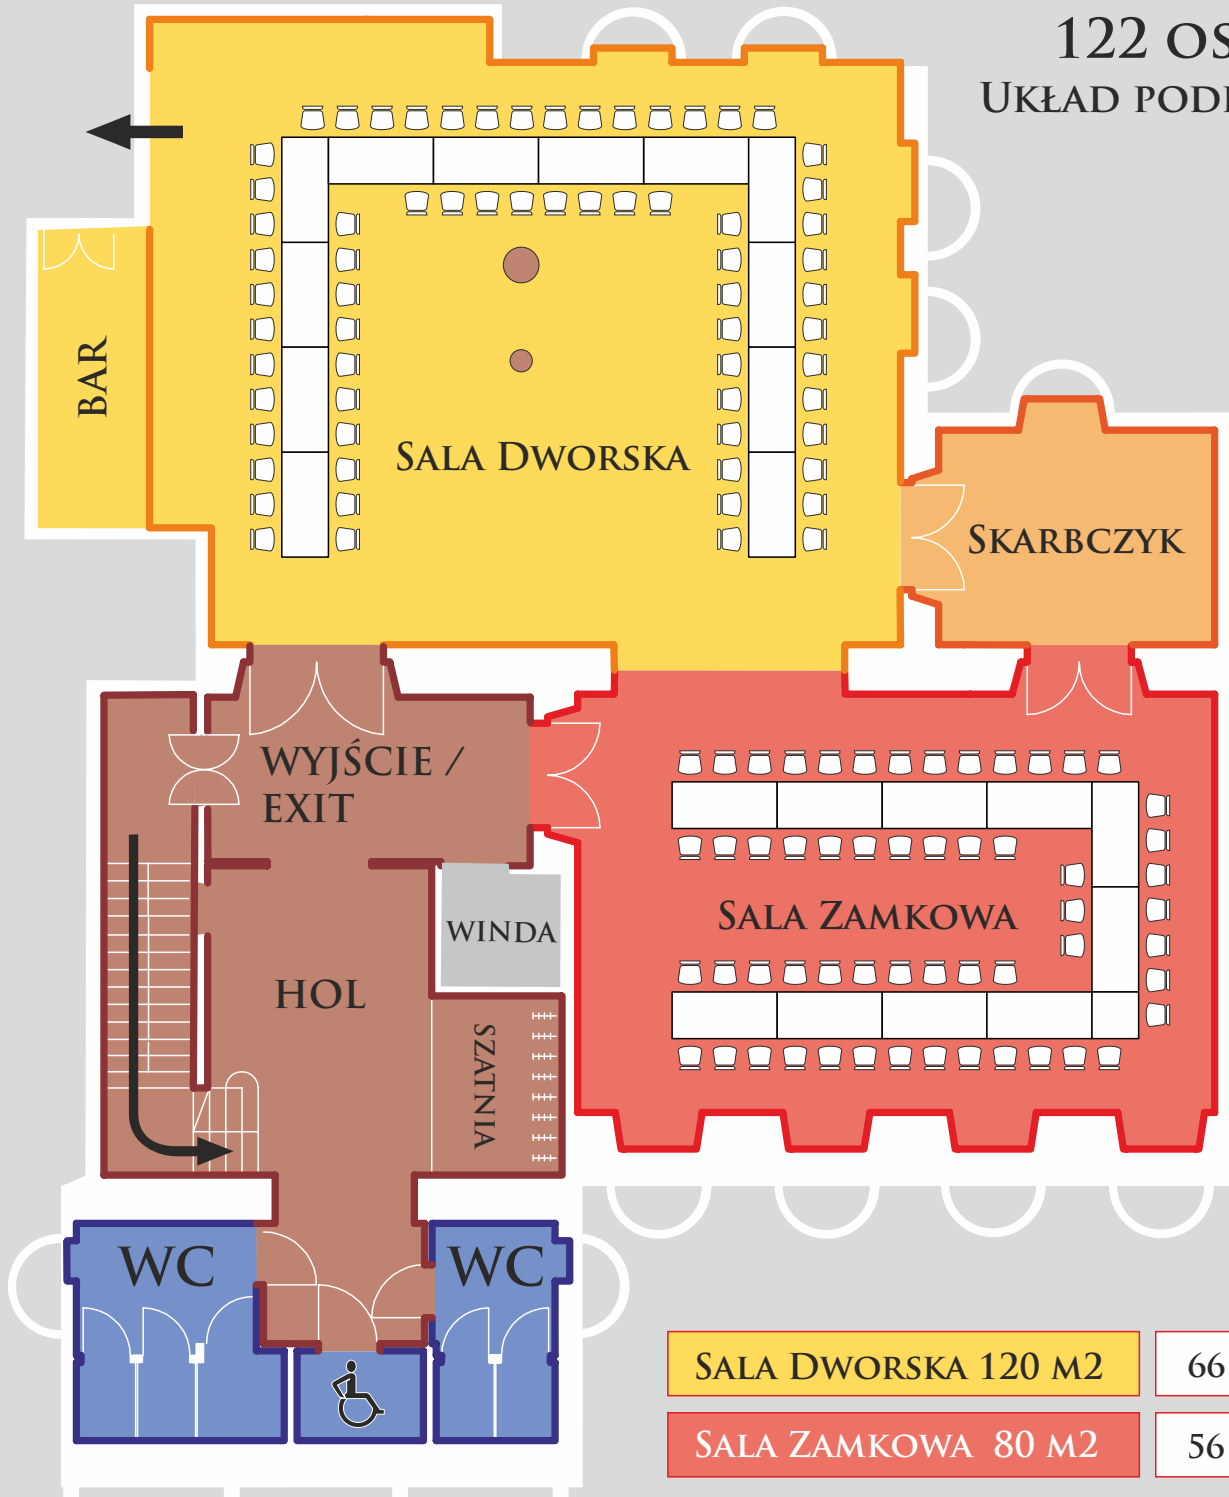 122 OS
UKŁAD POD
BAR
SALA DWORSKA
SKARBCZYK
WYJŚCIE /
EXIT
WINDA
SALA ZAMKOWA
HOL
SZATNIA
WC
WC
SALA DWORSKA 120 M2
66
SALA ZAMKOWA 80 M2
56